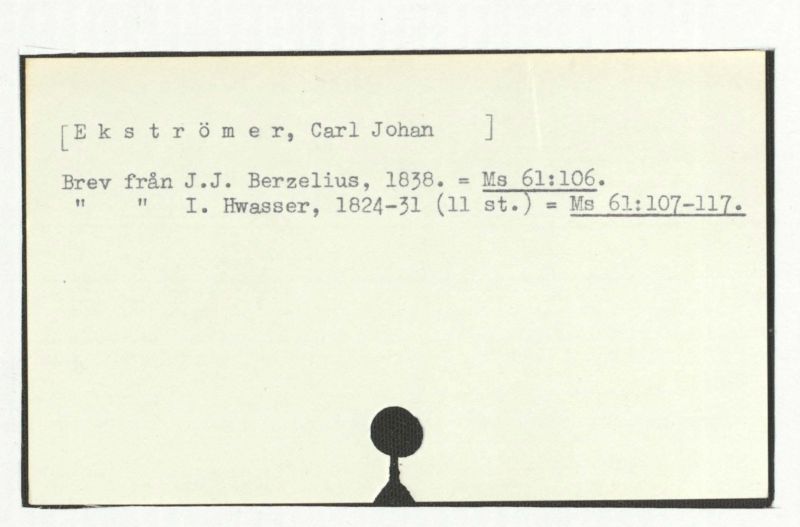 [E k s t r ö m e r, Carl Johan ]
Brev från J.J. Berzelius, 1838. = Ms 61:106.
" " I. Hwasser, 1824-31 (11 st.) = Ms 61:107-117.